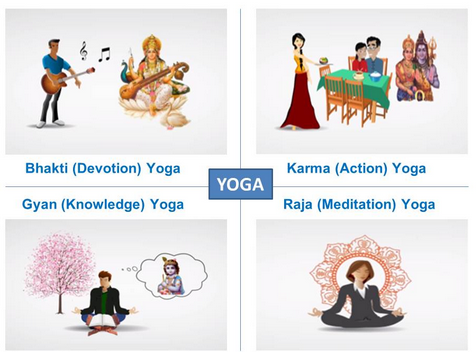 Bhakti (Devotion) Yoga
Karma (Action) Yoga
YOGA
Gyan (Knowledge) Yoga
Raja (Meditation) Yoga